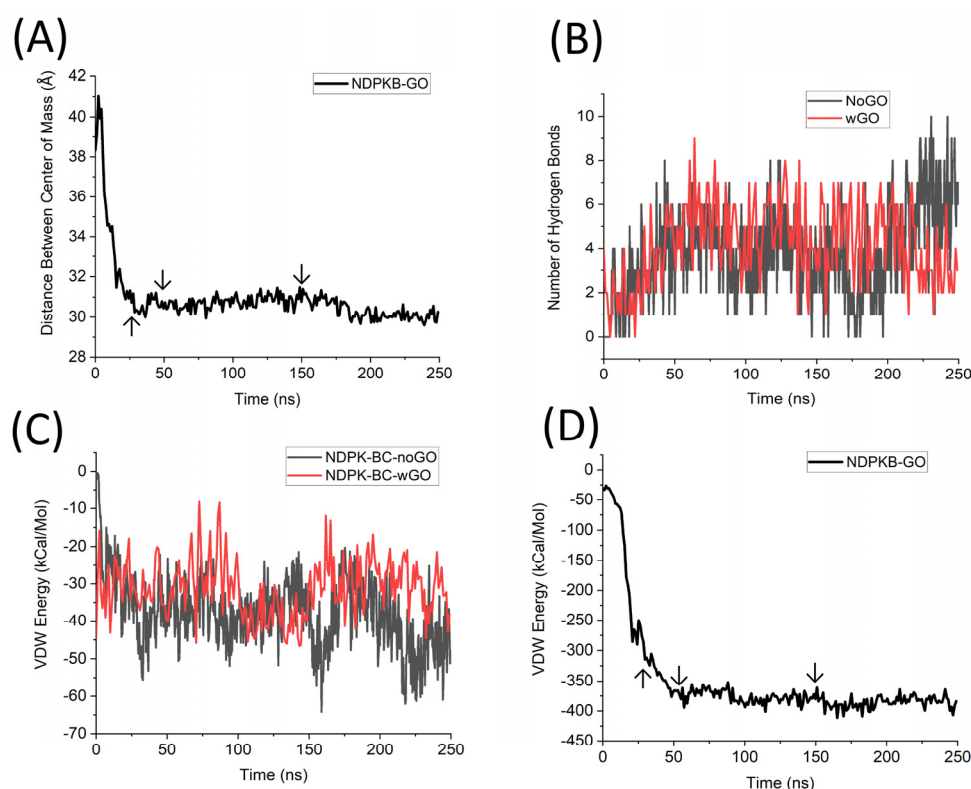 (A)
Distance Between Center of Mass (Å)
42
40
38
36
34
32
30
28
NDPKB-GO
0 50 100 150 200 250
Time (ns)
(B)
Number of Hydrogen Bonds
10
8
6
4
2
0
NoGO
wGO
0 50 100 150 200 250
Time (ns)
(C)
VDW Energy (kCal/Mol)
0
-10
-20
-30
-40
-50
-60
-70
NDPK-BC-noGO
NDPK-BC-wGO
0 50 100 150 200 250
Time (ns)
(D)
VDW Energy (kCal/Mol)
0
-50
-100
-150
-200
-250
-300
-350
-400
-450
NDPKB-GO
0 50 100 150 200 250
Time (ns)